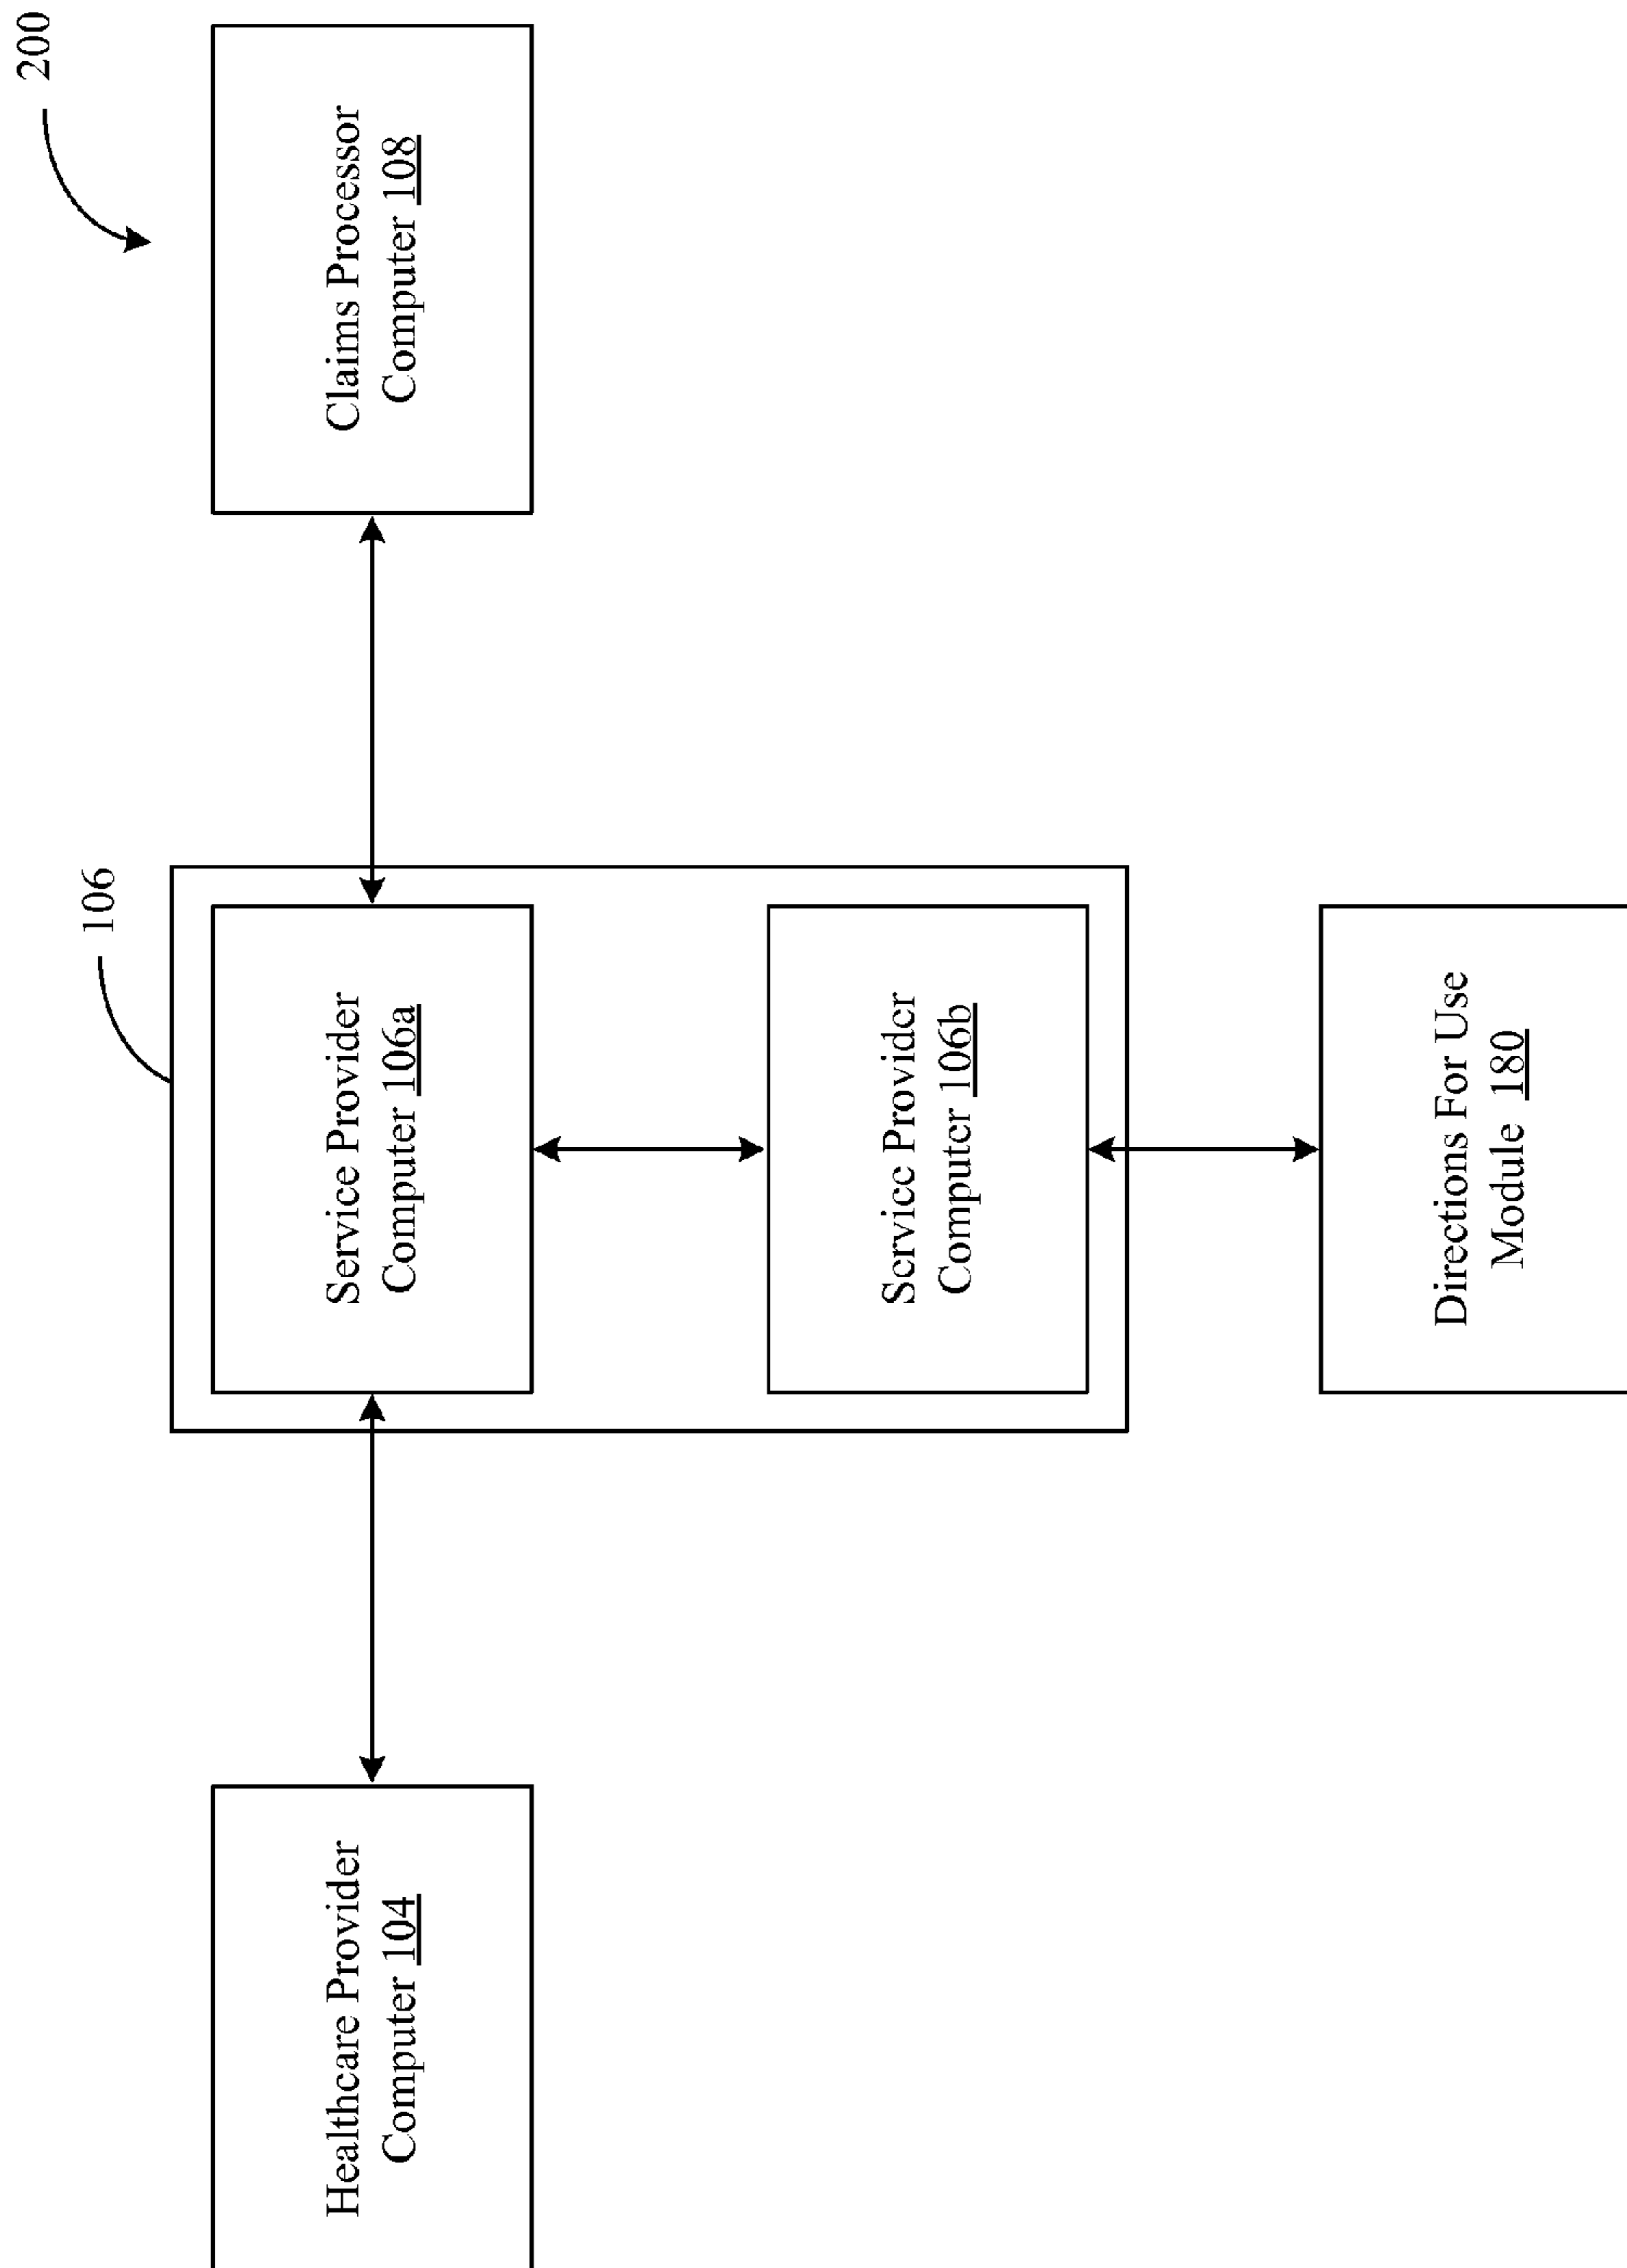 200
106
Healthcare Provider
Computer 104
Service Provider
Computer 106a
Claims Processor
Computer 108
Service Provider
Computer 106b
Directions For Use
Module 180